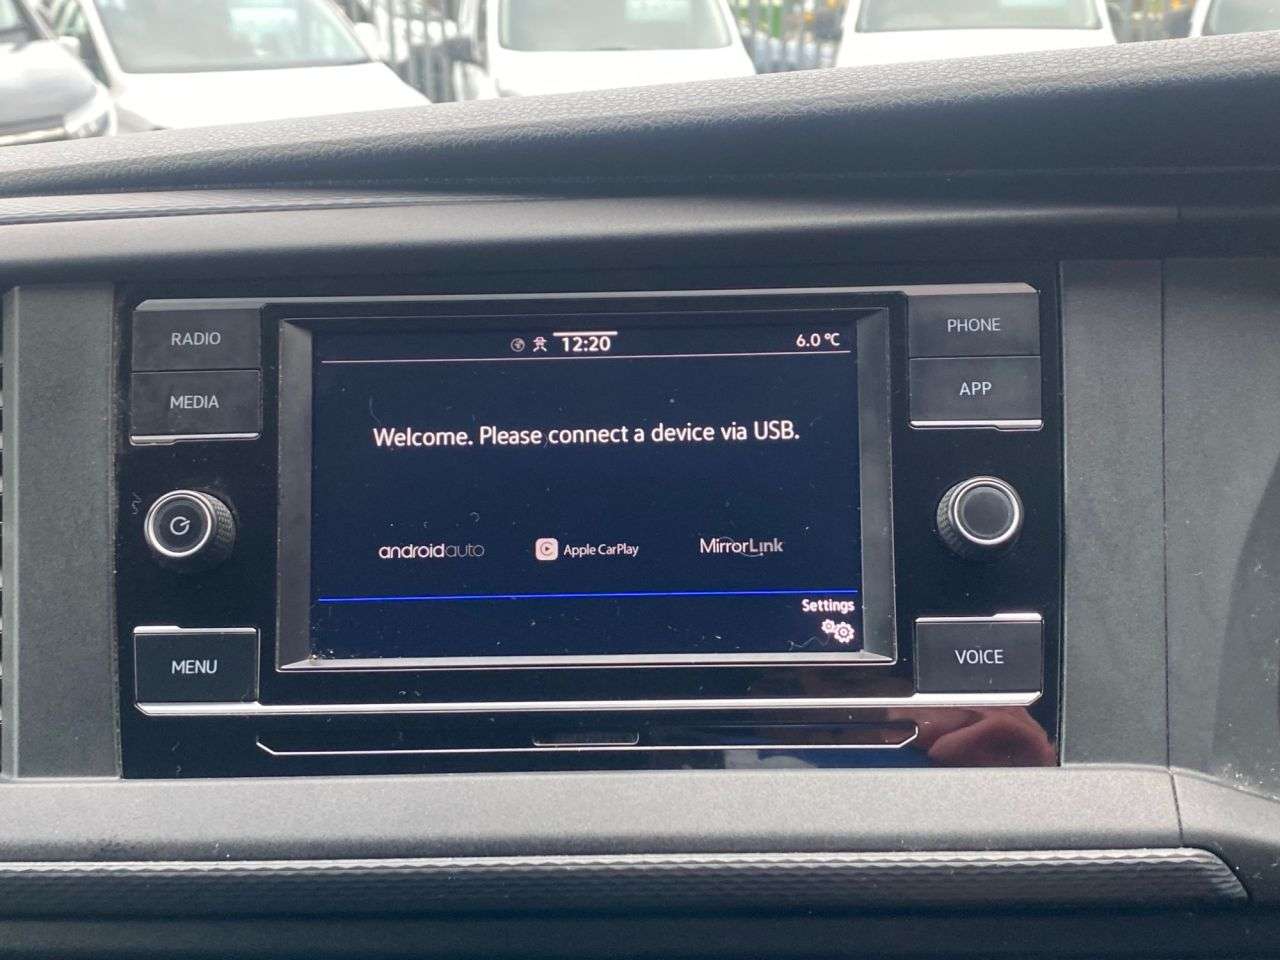 RADIO
MEDIA
MENU
12:20
6.0 °C
Welcome. Please connect a device via USB.
androidauto
Apple CarPlay
MirrorLink
Settings
PHONE
APP
VOICE